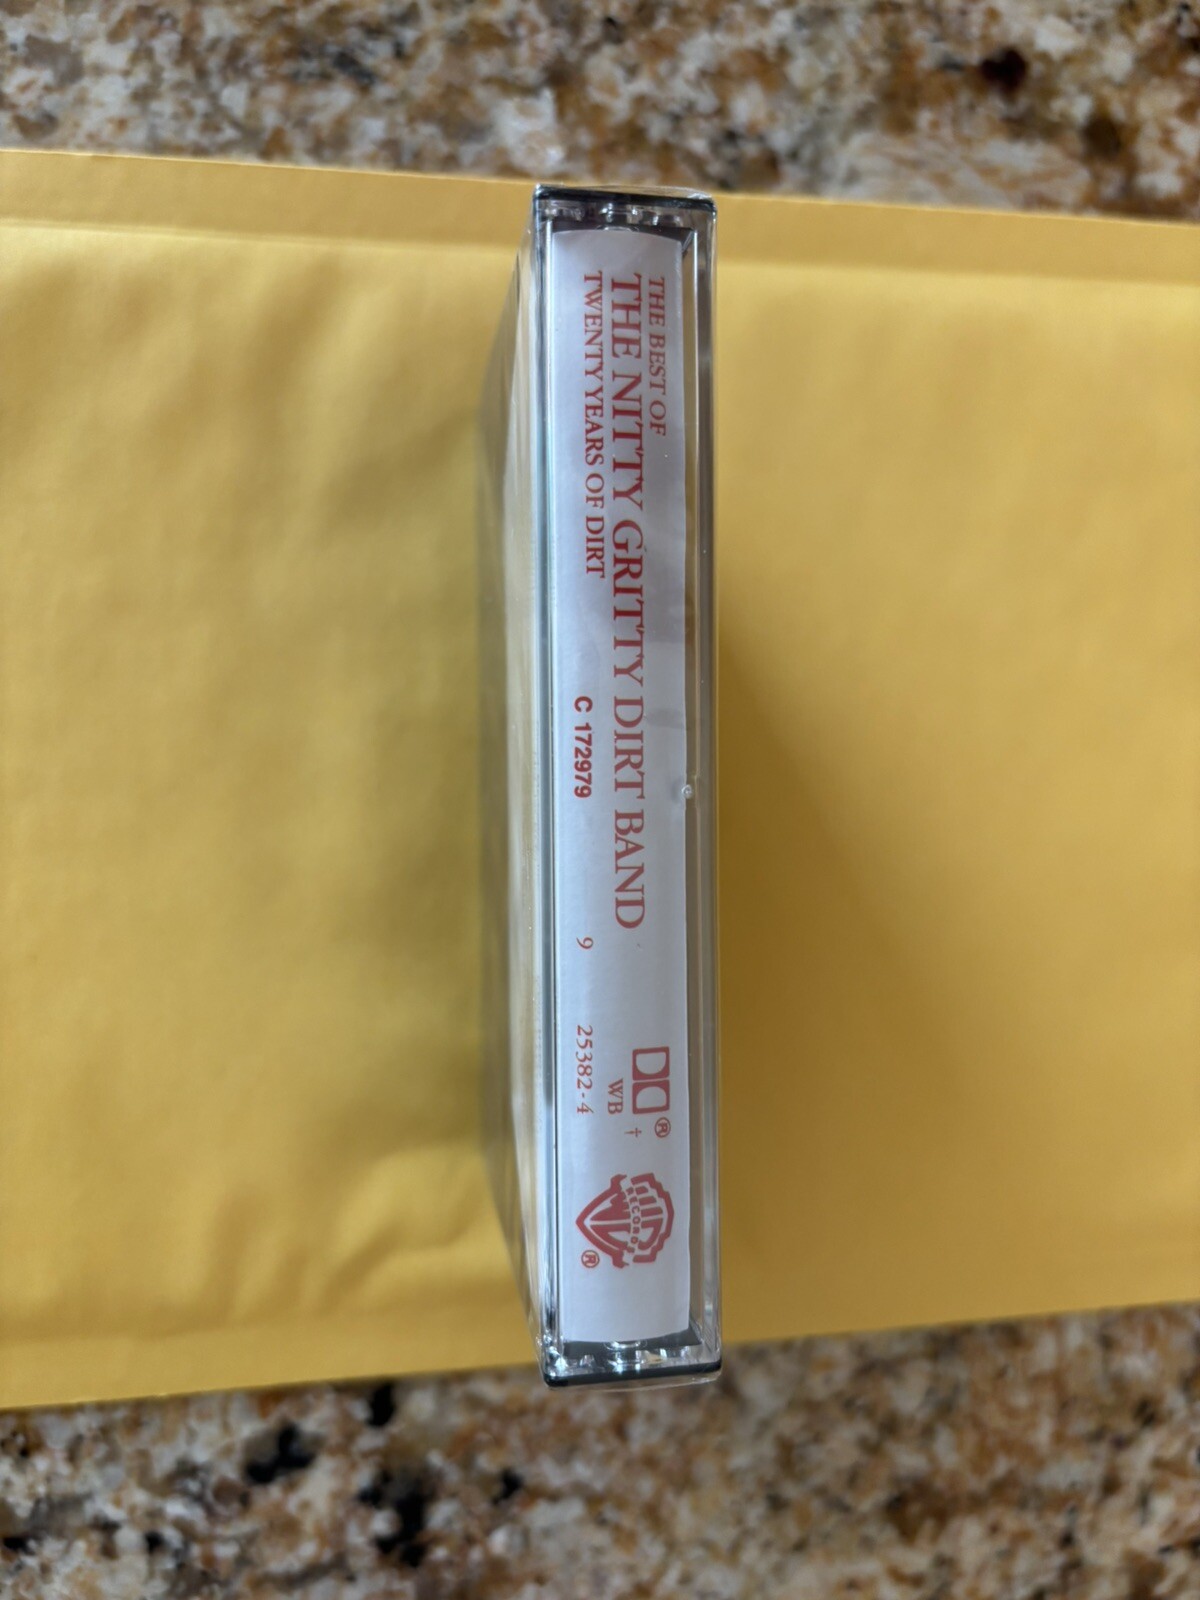 THE BEST OF
THE NITTY GRITTY DIRT BAND
TWENTY YEARS OF DIRT
C 172979
9 25382-4
®
WB †
RECORDS
®